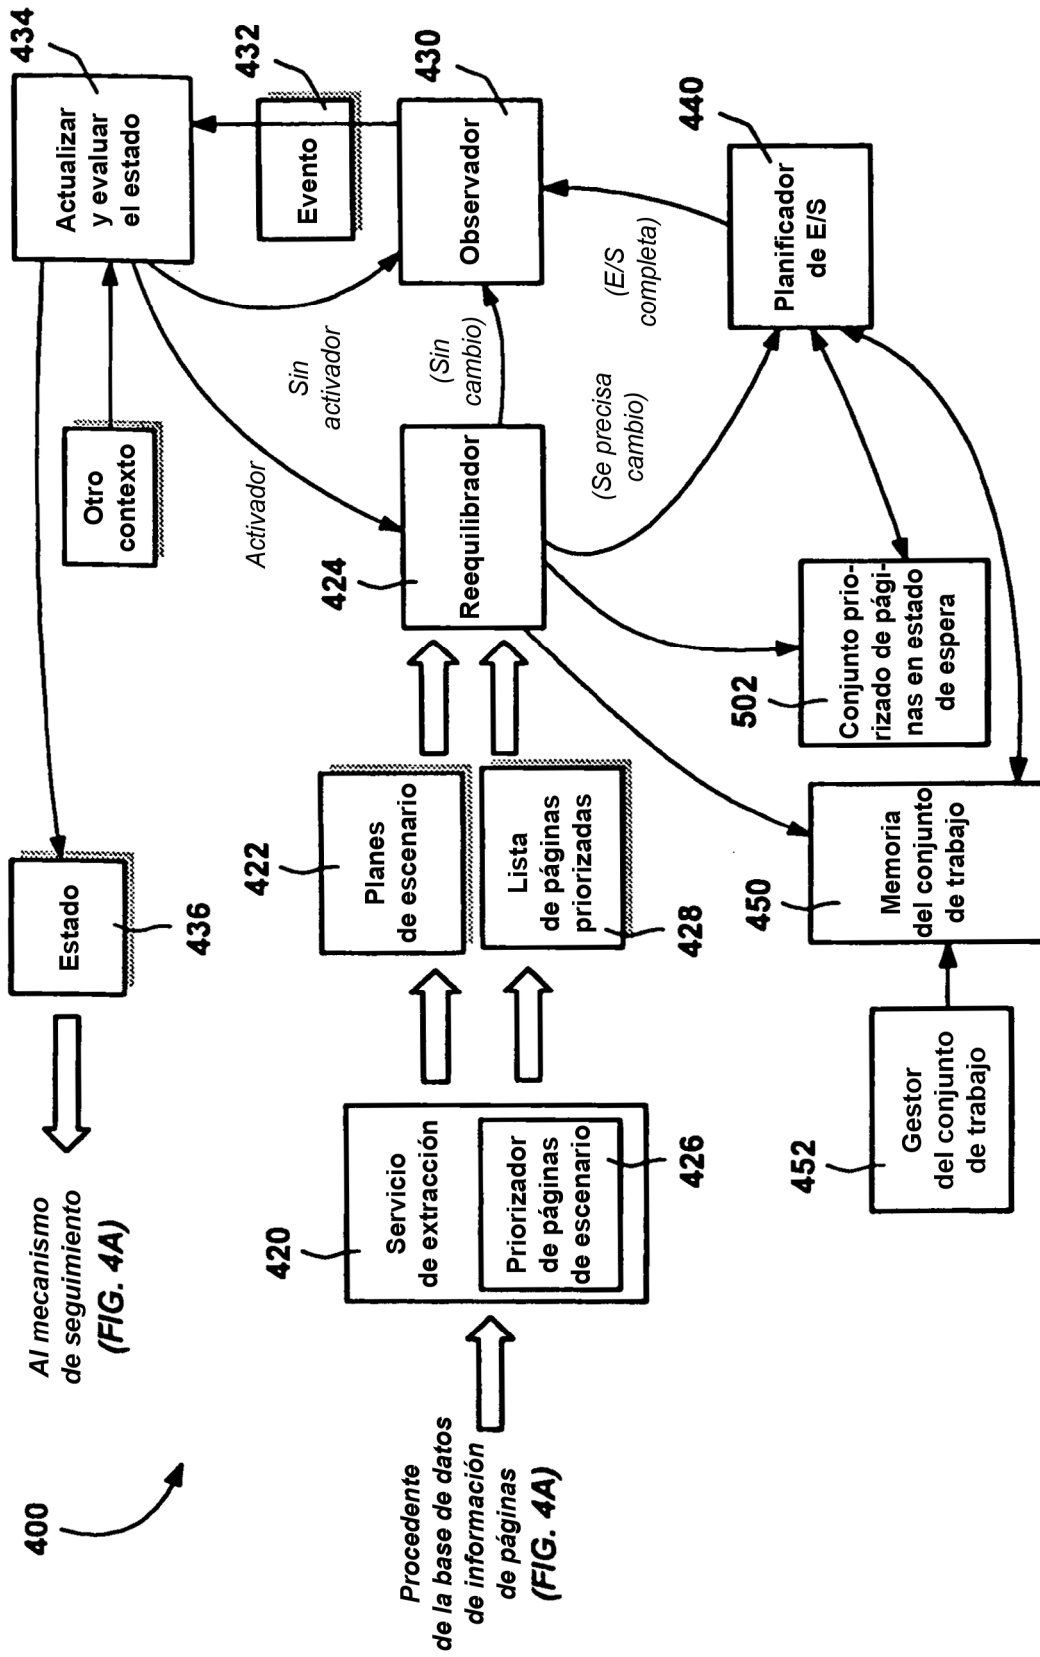 400
Al mecanismo
de seguimiento
(FIG. 4A)
Estado
436
Otro
contexto
434
Actualizar
y evaluar
el estado
432
Evento
Procedente
de la base de datos
de información
de páginas
(FIG. 4A)
420
Servicio
de extracción
Priorizador
de páginas
de escenario
426
422
Planes
de escenario
Lista
de páginas
priorizadas
428
Activador
Sin
activador
424
Reequilibrador
(Sin
cambio)
430
Observador
(Se precisa
cambio)
(E/S
completa)
440
Planificador
de E/S
502
Conjunto prio-
rizado de pági-
nas en estado
de espera
450
Memoria
del conjunto
de trabajo
452
Gestor
del conjunto
de trabajo